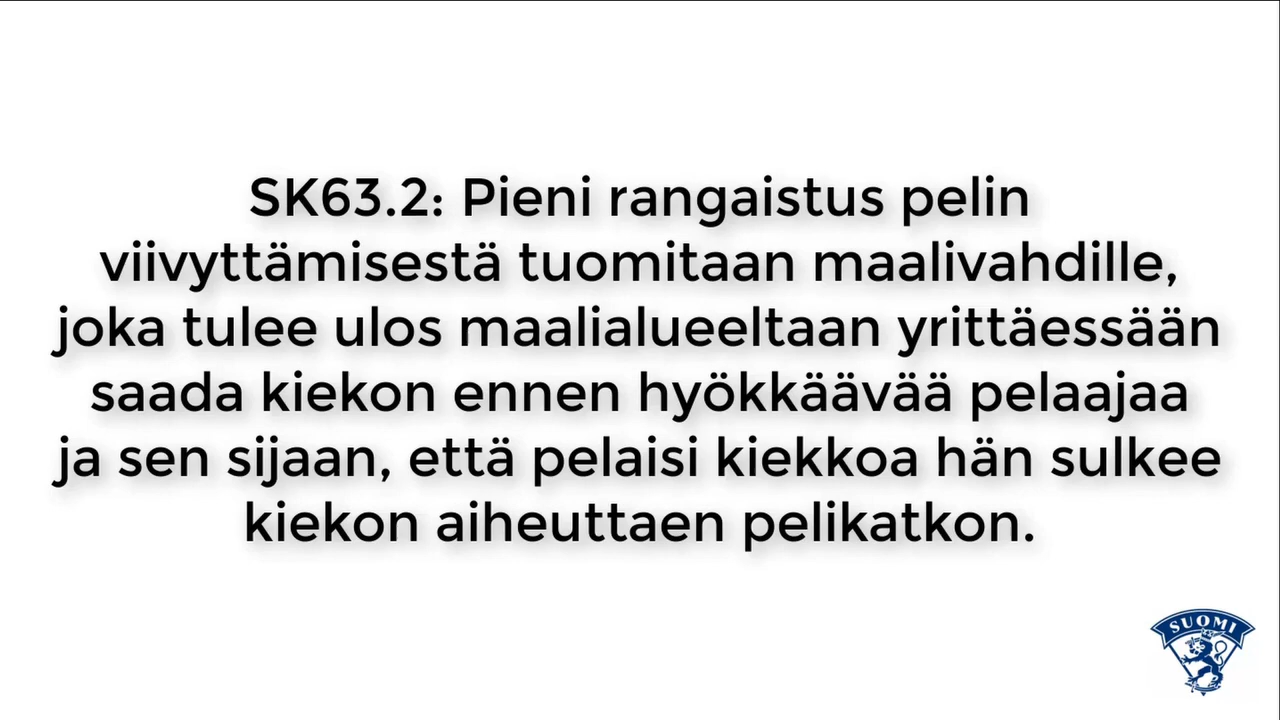 SK63.2: Pieni rangaistus pelin
viivyttämisestä tuomitaan maalivahdille,
joka tulee ulos maalialueeltaan yrittäessään
saada kiekon ennen hyökkäävää pelaajaa
ja sen sijaan, että pelaisi kiekkoa hän sulkee
kiekon aiheuttaen pelikatkon.
SUOMI